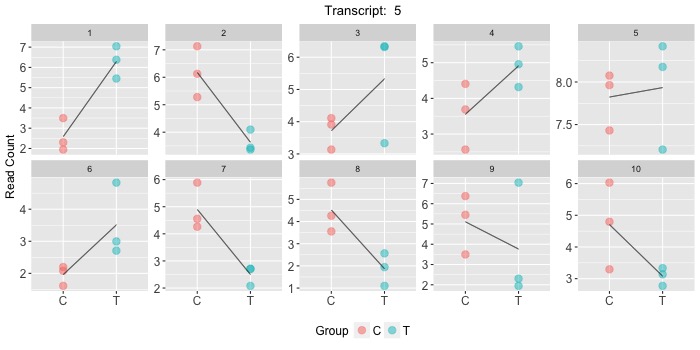 Transcript: 5
1 2 3 4 5
7 6 5 4 3 2
7 6 5 4
6 5 4 3
5 4 3
8.0 7.5
Read Count
6 7 8 9 10
4 3 2
6 5 4 3 2
5 4 3 2 1
7 6 5 4 3 2
6 5 4 3
C T C T C T C T C T
Group C T